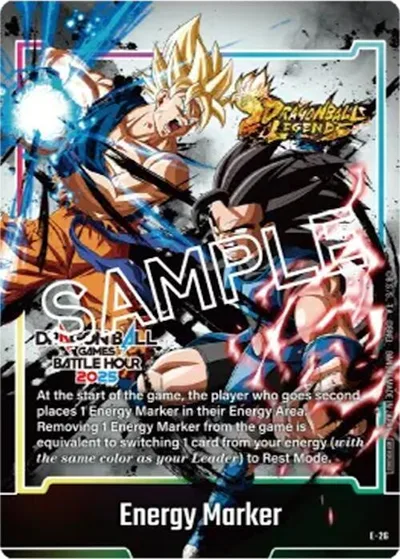 DRAGONBALL
LEGENDS
SAMPLE
DRAGONBALL
GAMES
BATTLE HOUR
2025
At the start of the game, the player who goes second
places 1 Energy Marker in their Energy Area.
Removing 1 Energy Marker from the game is
equivalent to switching 1 card from your energy (with
the same color as your Leader) to Rest Mode.
Energy Marker
E-26